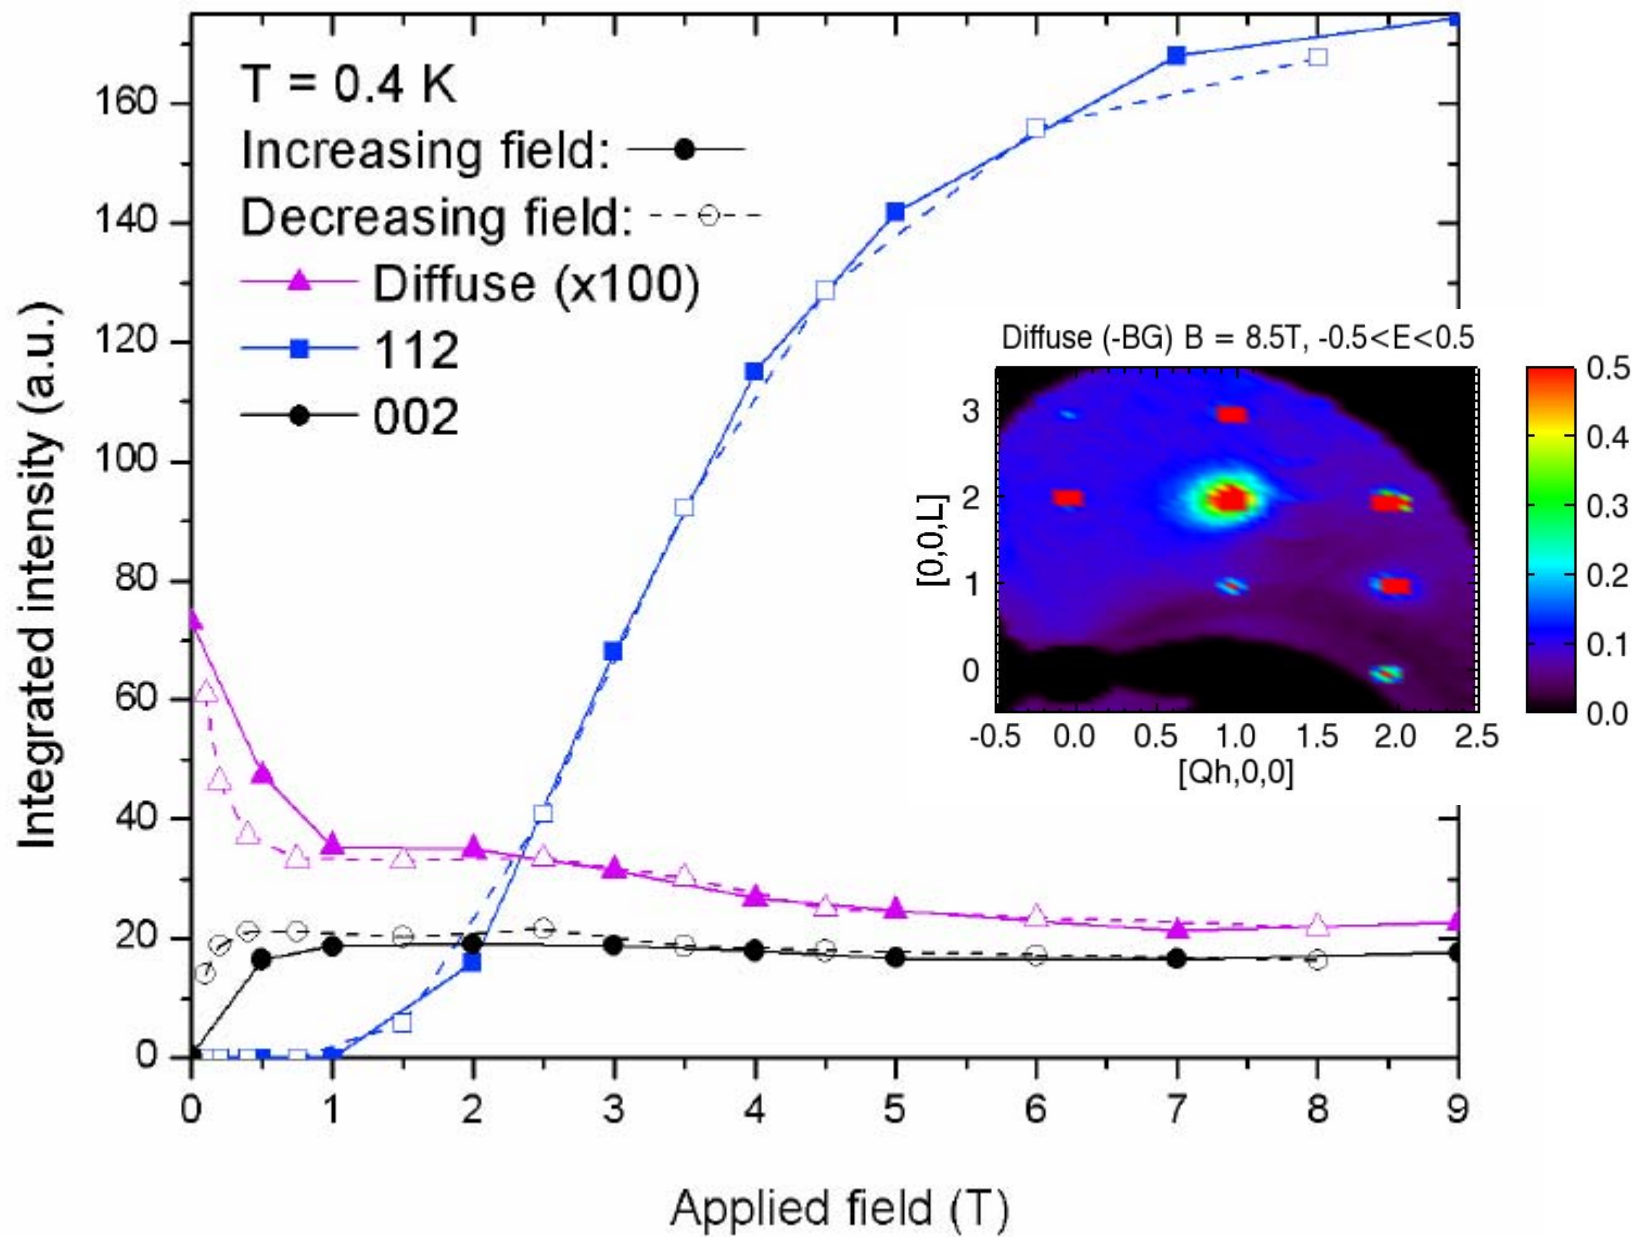 T = 0.4 K
Increasing field:
Decreasing field:
Diffuse (x100)
112
002
Integrated intensity (a.u.)
160
140
120
100
80
60
40
20
0
0 1 2 3 4 5 6 7 8 9
Applied field (T)
Diffuse (-BG) B = 8.5T, -0.5<E<0.5
[0,0,L]
3
2
1
0
-0.5 0.0 0.5 1.0 1.5 2.0 2.5
[Qh,0,0]
0.5
0.4
0.3
0.2
0.1
0.0